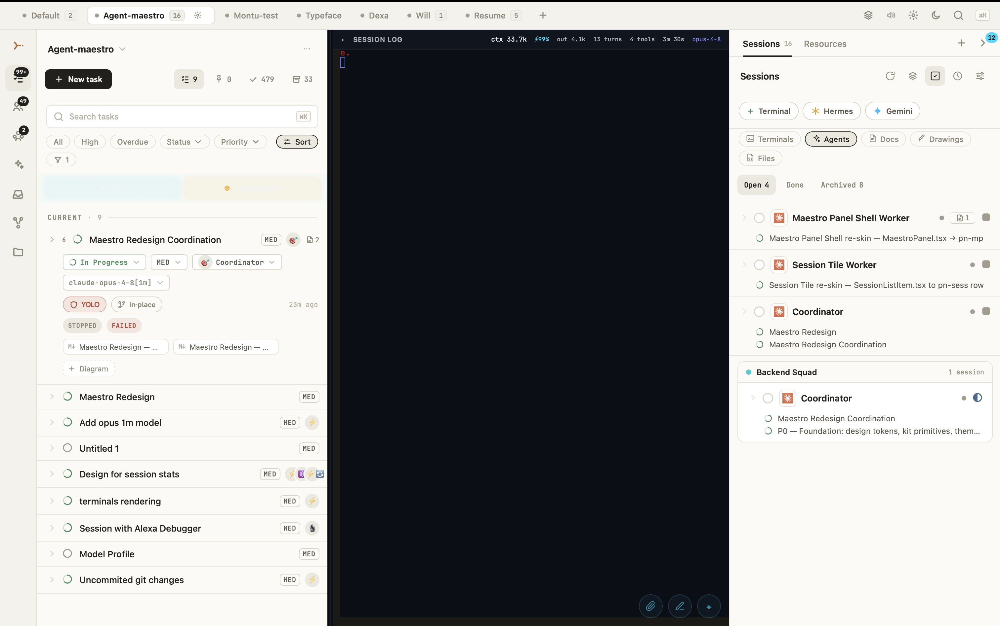 Default 2 Agent-maestro 16 Montu-test Typeface Dexa Will 1 Resume 5 ⌘K
99+
49
2
Agent-maestro
New task 9 0 479 33
Search tasks ⌘K
All High Overdue Status Priority Sort
1
CURRENT · 9
6 Maestro Redesign Coordination MED 2
In Progress MED Coordinator
claude-opus-4-8[1m]
YOLO in-place 23m ago
STOPPED FAILED
M↓ Maestro Redesign — ... M↓ Maestro Redesign — ...
+ Diagram
Maestro Redesign MED
Add opus 1m model MED
Untitled 1 MED
Design for session stats MED
terminals rendering MED
Session with Alexa Debugger MED
Model Profile MED
Uncommited git changes MED
SESSION LOG ctx 33.7k ⚡99% out 4.1k 13 turns 4 tools 3m 30s opus-4-8
e.
Sessions 16 Resources 12
Sessions
+ Terminal Hermes Gemini
Terminals Agents Docs Drawings
Files
Open 4 Done Archived 8
Maestro Panel Shell Worker 1
Maestro Panel Shell re-skin — MaestroPanel.tsx → pn-mp
Session Tile Worker
Session Tile re-skin — SessionListItem.tsx to pn-sess row
Coordinator
Maestro Redesign
Maestro Redesign Coordination
Backend Squad 1 session
Coordinator
Maestro Redesign Coordination
P0 — Foundation: design tokens, kit primitives, them...